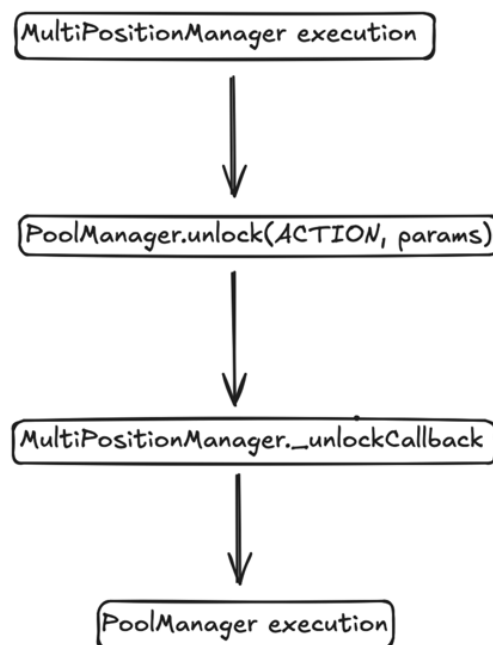 MultiPositionManager execution
PoolManager.unlock(ACTION, params)
MultiPositionManager._unlockCallback
PoolManager execution